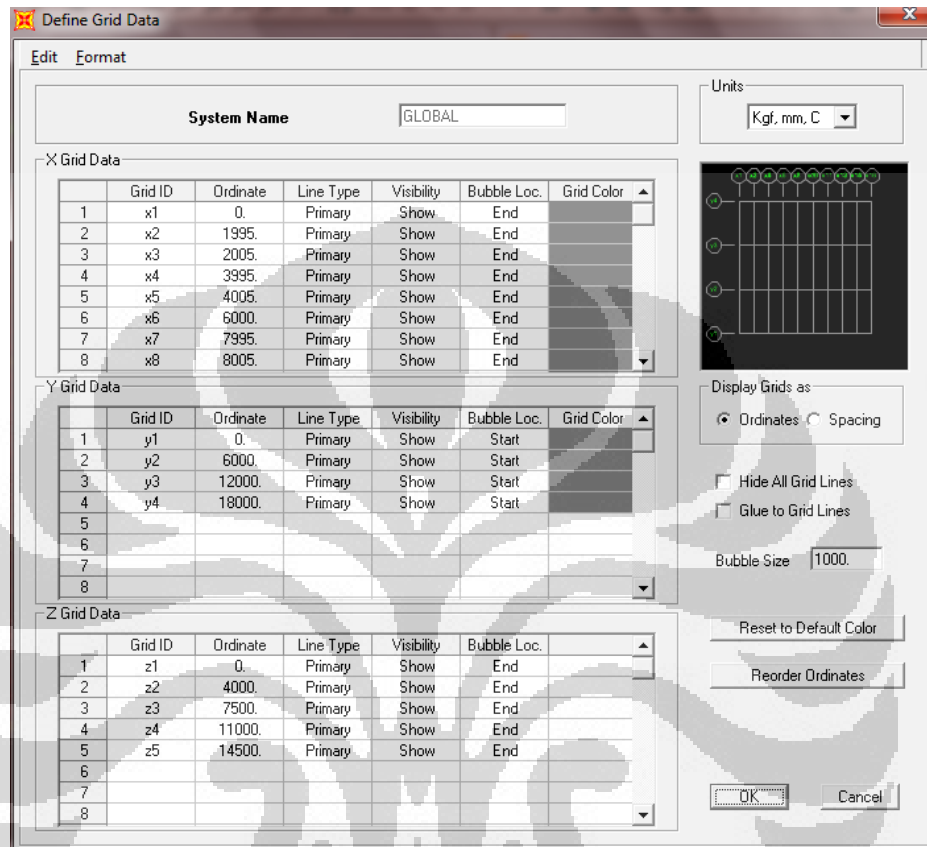 Define Grid Data
Edit Format
System Name GLOBAL
Units
Kgf, mm, C
X Grid Data
Grid ID Ordinate Line Type Visibility Bubble Loc. Grid Color
1 x1 0. Primary Show End
2 x2 1995. Primary Show End
3 x3 2005. Primary Show End
4 x4 3995. Primary Show End
5 x5 4005. Primary Show End
6 x6 6000. Primary Show End
7 x7 7995. Primary Show End
8 x8 8005. Primary Show End
Y Grid Data
Grid ID Ordinate Line Type Visibility Bubble Loc. Grid Color
1 y1 0. Primary Show Start
2 y2 6000. Primary Show Start
3 y3 12000. Primary Show Start
4 y4 18000. Primary Show Start
5
6
7
8
Display Grids as
Ordinates Spacing
Hide All Grid Lines
Glue to Grid Lines
Bubble Size 1000.
Z Grid Data
Grid ID Ordinate Line Type Visibility Bubble Loc.
1 z1 0. Primary Show End
2 z2 4000. Primary Show End
3 z3 7500. Primary Show End
4 z4 11000. Primary Show End
5 z5 14500. Primary Show End
6
7
8
Reset to Default Color
Reorder Ordinates
OK Cancel